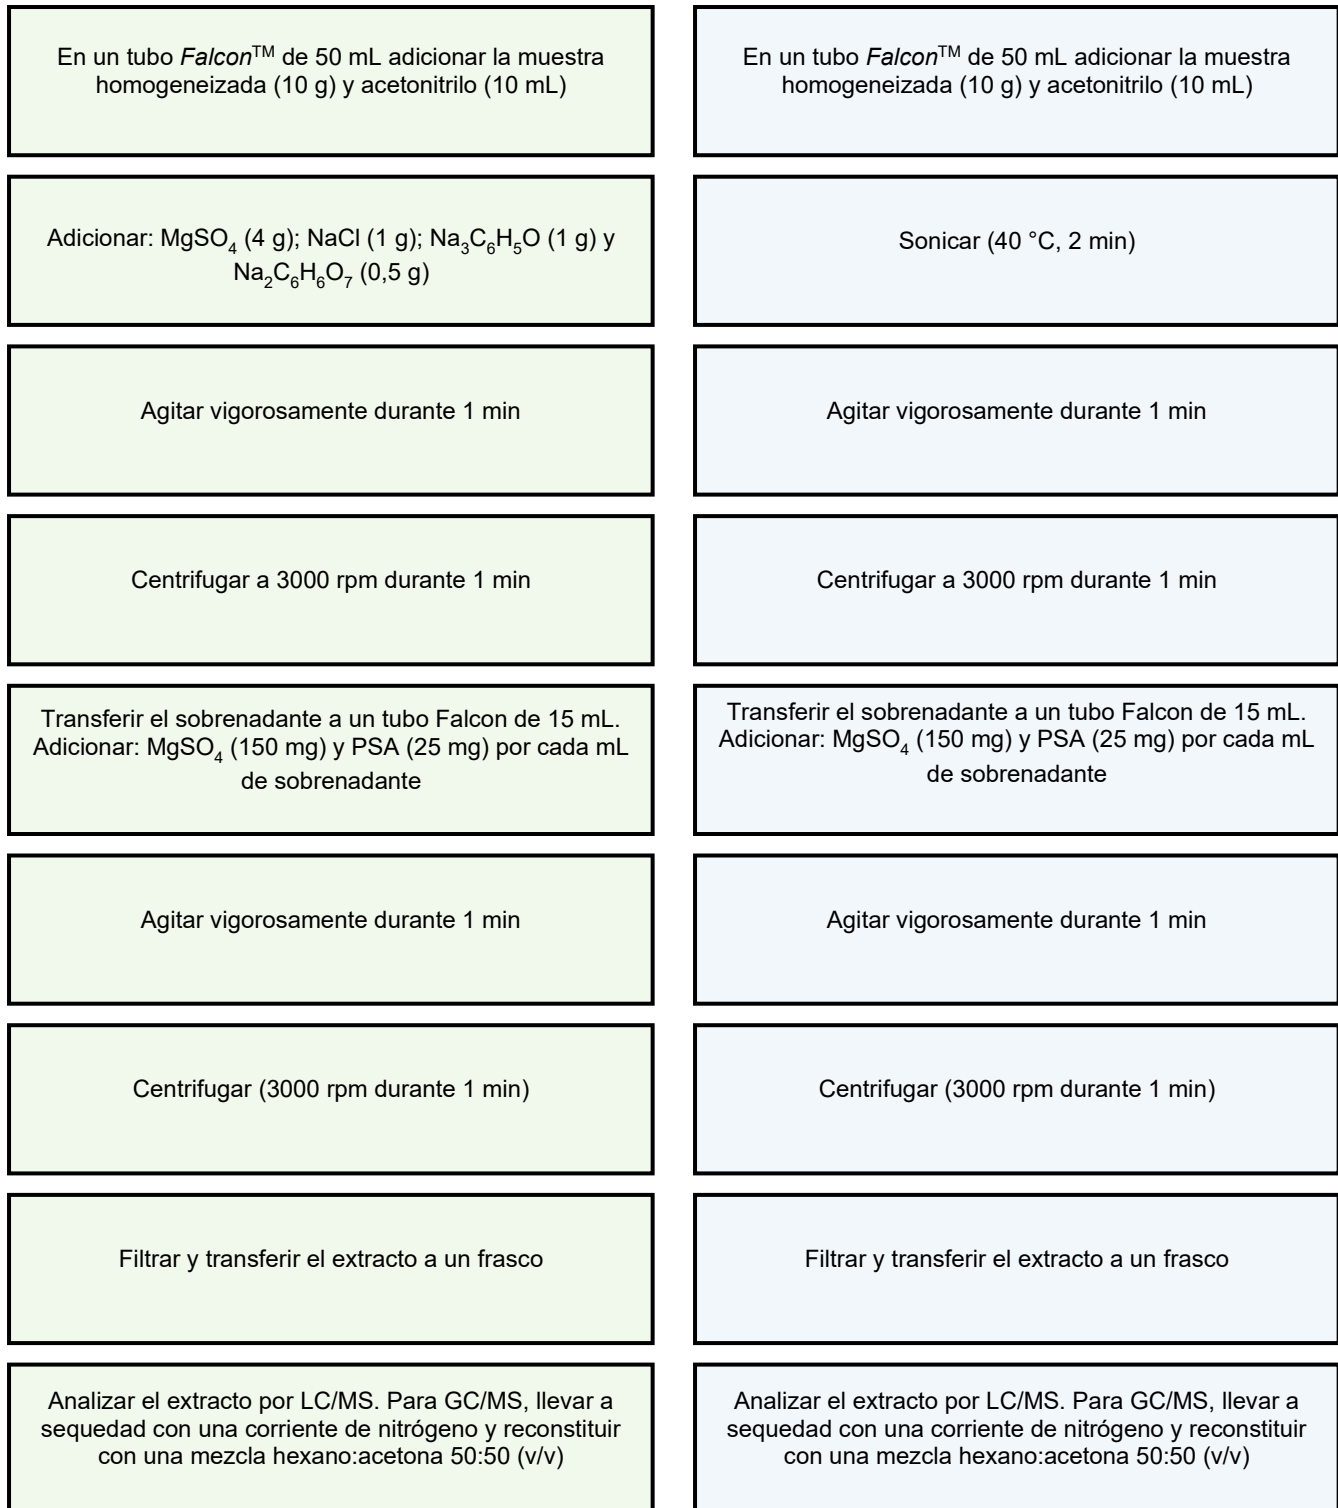 En un tubo Falcon™ de 50 mL adicionar la muestra
homogeneizada (10 g) y acetonitrilo (10 mL)
En un tubo Falcon™ de 50 mL adicionar la muestra
homogeneizada (10 g) y acetonitrilo (10 mL)
Adicionar: MgSO₄ (4 g); NaCl (1 g); Na₃C₆H₅O (1 g) y
Na₂C₆H₆O₇ (0,5 g)
Sonicar (40 °C, 2 min)
Agitar vigorosamente durante 1 min
Agitar vigorosamente durante 1 min
Centrifugar a 3000 rpm durante 1 min
Centrifugar a 3000 rpm durante 1 min
Transferir el sobrenadante a un tubo Falcon de 15 mL.
Adicionar: MgSO₄ (150 mg) y PSA (25 mg) por cada mL
de sobrenadante
Transferir el sobrenadante a un tubo Falcon de 15 mL.
Adicionar: MgSO₄ (150 mg) y PSA (25 mg) por cada mL
de sobrenadante
Agitar vigorosamente durante 1 min
Agitar vigorosamente durante 1 min
Centrifugar (3000 rpm durante 1 min)
Centrifugar (3000 rpm durante 1 min)
Filtrar y transferir el extracto a un frasco
Filtrar y transferir el extracto a un frasco
Analizar el extracto por LC/MS. Para GC/MS, llevar a
sequedad con una corriente de nitrógeno y reconstituir
con una mezcla hexano:acetona 50:50 (v/v)
Analizar el extracto por LC/MS. Para GC/MS, llevar a
sequedad con una corriente de nitrógeno y reconstituir
con una mezcla hexano:acetona 50:50 (v/v)